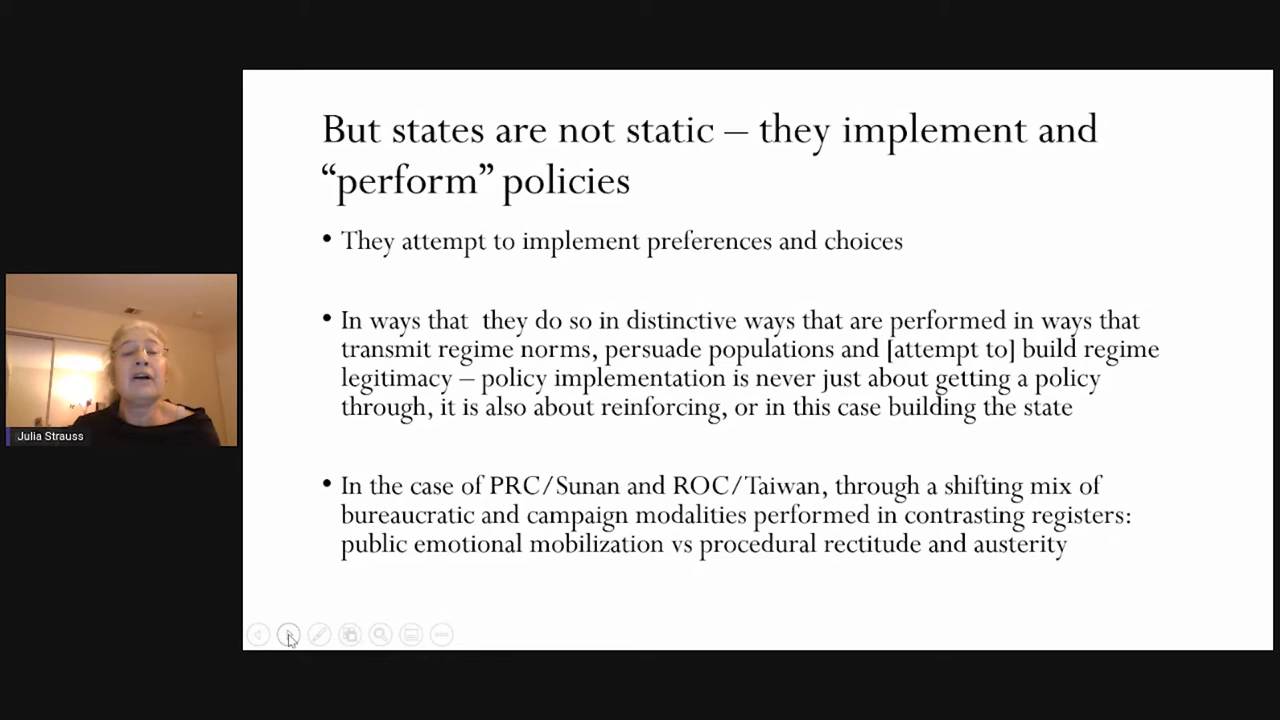 But states are not static – they implement and
“perform” policies
• They attempt to implement preferences and choices
• In ways that  they do so in distinctive ways that are performed in ways that
transmit regime norms, persuade populations and [attempt to] build regime
legitimacy – policy implementation is never just about getting a policy
through, it is also about reinforcing, or in this case building the state
• In the case of PRC/Sunan and ROC/Taiwan, through a shifting mix of
bureaucratic and campaign modalities performed in contrasting registers:
public emotional mobilization vs procedural rectitude and austerity
Julia Strauss